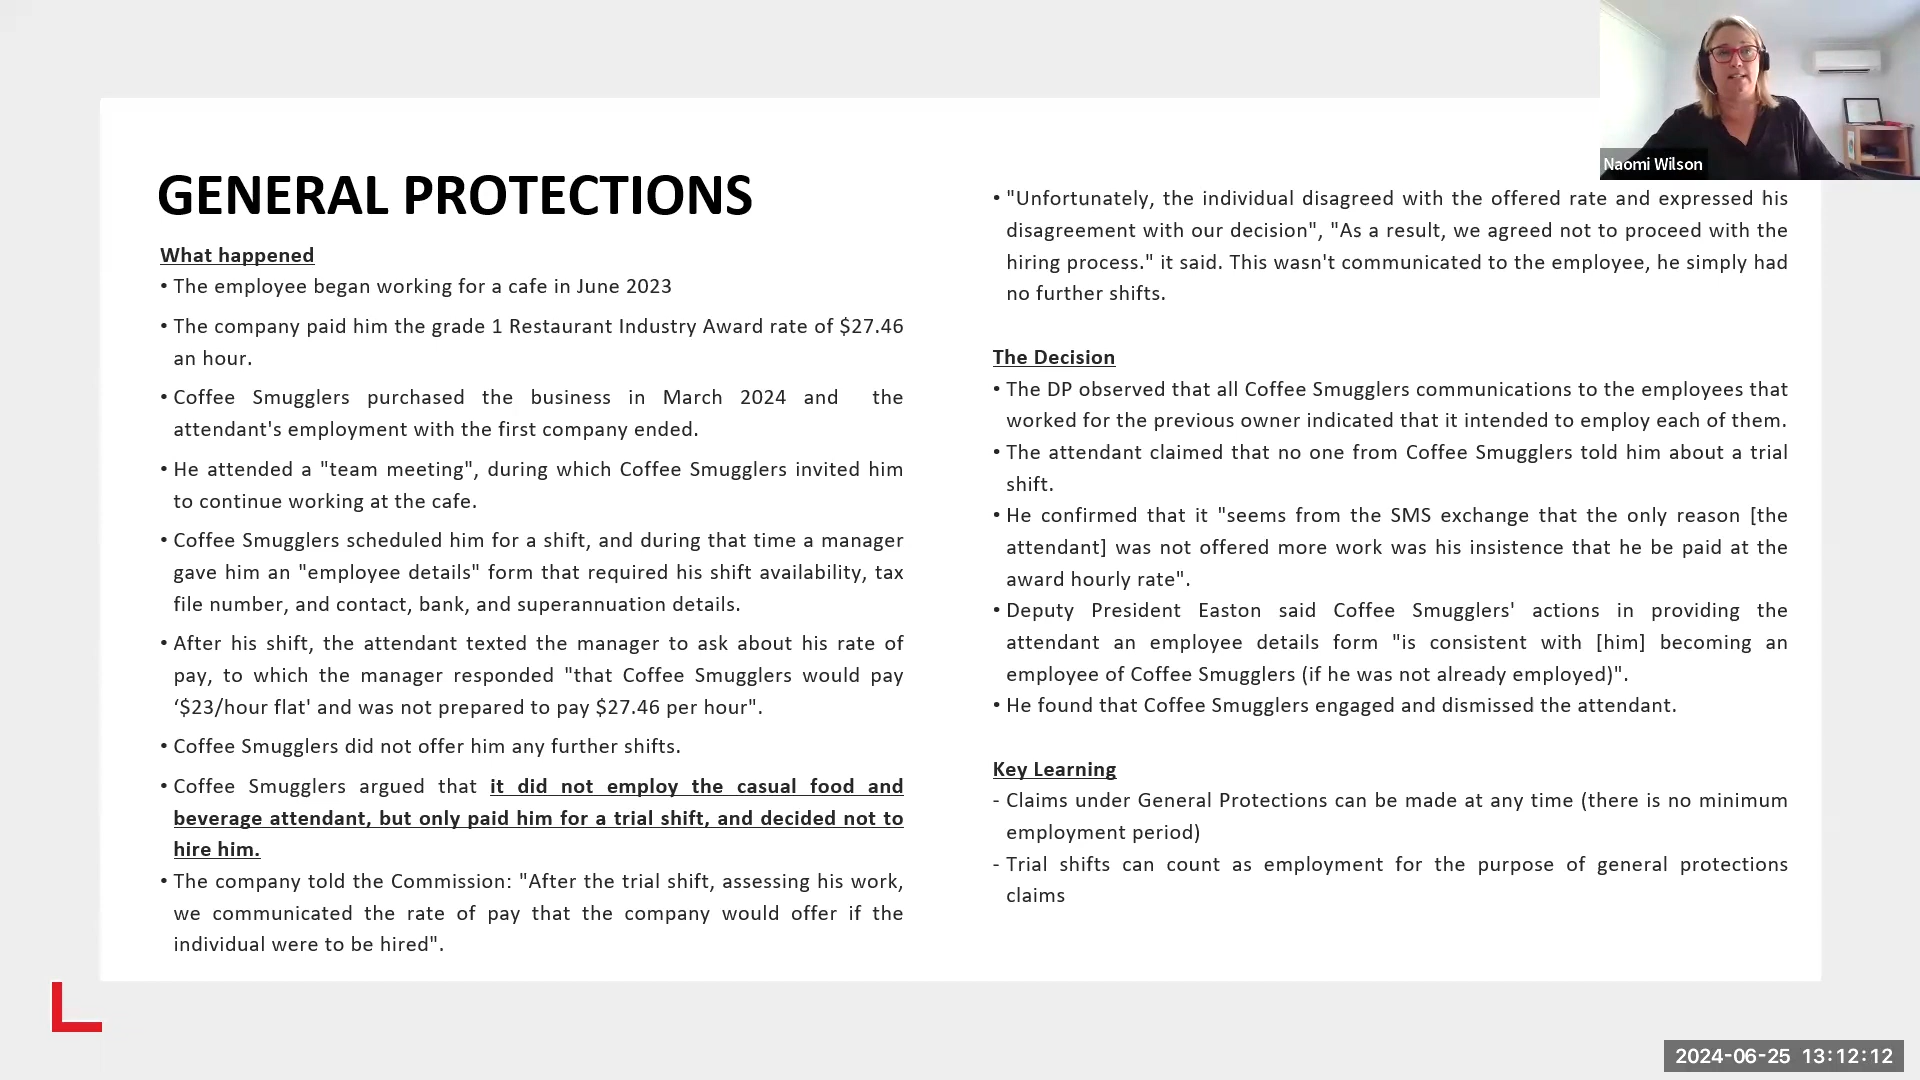 GENERAL PROTECTIONS
What happened
• The employee began working for a cafe in June 2023
• The company paid him the grade 1 Restaurant Industry Award rate of $27.46
an hour.
• Coffee Smugglers purchased the business in March 2024 and the
attendant's employment with the first company ended.
• He attended a "team meeting", during which Coffee Smugglers invited him
to continue working at the cafe.
• Coffee Smugglers scheduled him for a shift, and during that time a manager
gave him an "employee details" form that required his shift availability, tax
file number, and contact, bank, and superannuation details.
• After his shift, the attendant texted the manager to ask about his rate of
pay, to which the manager responded "that Coffee Smugglers would pay
‘$23/hour flat' and was not prepared to pay $27.46 per hour".
• Coffee Smugglers did not offer him any further shifts.
• Coffee Smugglers argued that it did not employ the casual food and
beverage attendant, but only paid him for a trial shift, and decided not to
hire him.
• The company told the Commission: "After the trial shift, assessing his work,
we communicated the rate of pay that the company would offer if the
individual were to be hired".
• "Unfortunately, the individual disagreed with the offered rate and expressed his
disagreement with our decision", "As a result, we agreed not to proceed with the
hiring process." it said. This wasn't communicated to the employee, he simply had
no further shifts.
The Decision
• The DP observed that all Coffee Smugglers communications to the employees that
worked for the previous owner indicated that it intended to employ each of them.
• The attendant claimed that no one from Coffee Smugglers told him about a trial
shift.
• He confirmed that it "seems from the SMS exchange that the only reason [the
attendant] was not offered more work was his insistence that he be paid at the
award hourly rate".
• Deputy President Easton said Coffee Smugglers' actions in providing the
attendant an employee details form "is consistent with [him] becoming an
employee of Coffee Smugglers (if he was not already employed)".
• He found that Coffee Smugglers engaged and dismissed the attendant.
Key Learning
- Claims under General Protections can be made at any time (there is no minimum
employment period)
- Trial shifts can count as employment for the purpose of general protections
claims
Naomi Wilson
2024-06-25 13:12:12